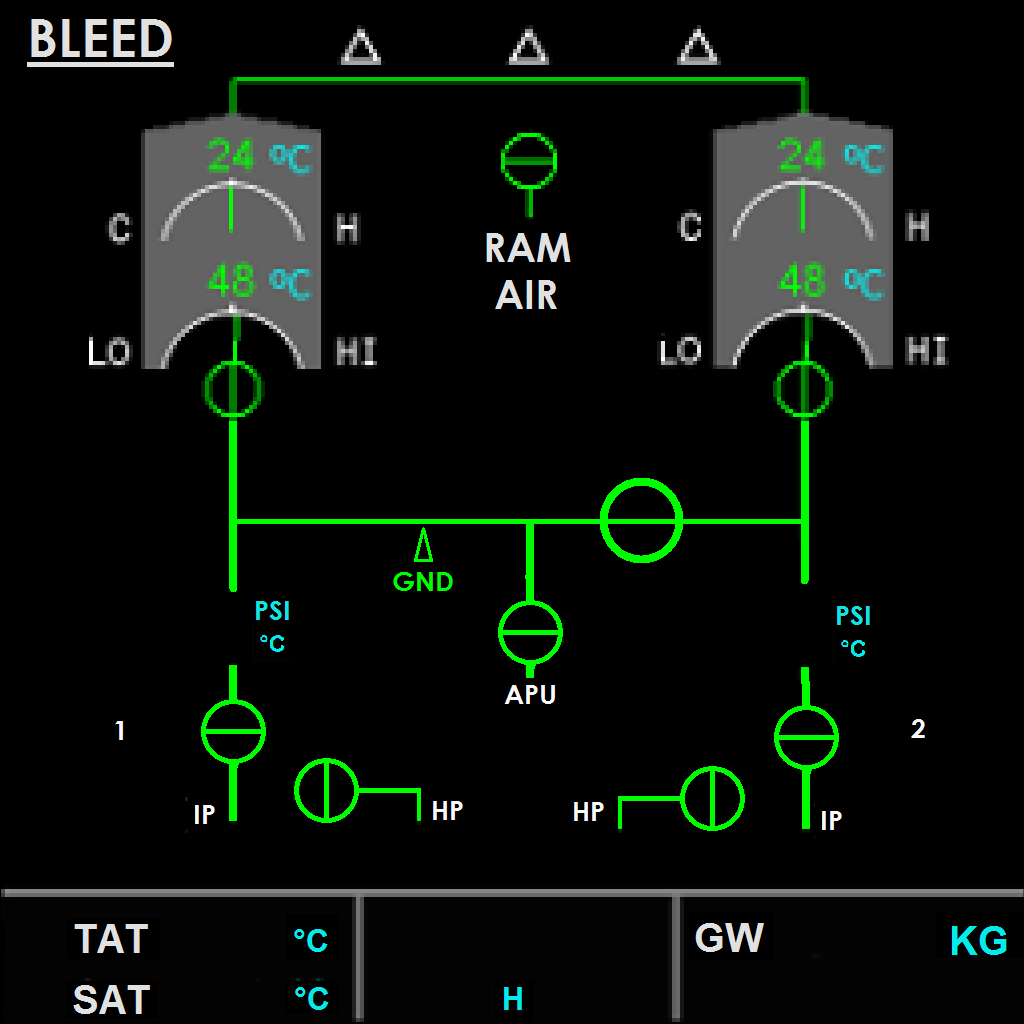 BLEED
24 °C
24 °C
C H
C H
RAM
AIR
48 °C
48 °C
LO HI
LO HI
GND
PSI
°C
PSI
°C
APU
1
2
IP
HP
HP
IP
TAT °C
GW KG
SAT °C
H